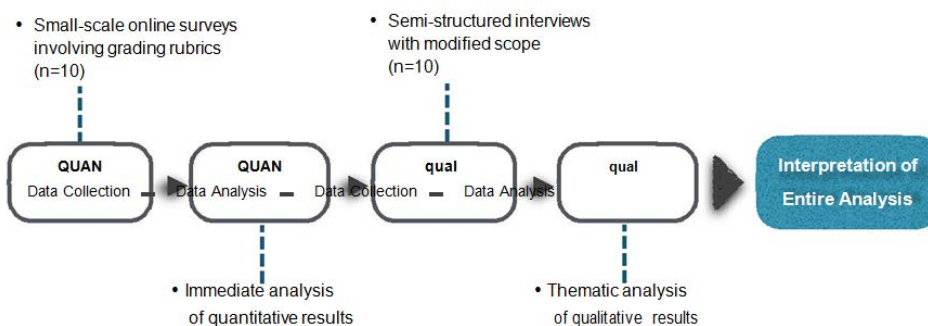 • Small-scale online surveys
involving grading rubrics
(n=10)
• Semi-structured interviews
with modified scope
(n=10)
QUAN
QUAN
qual
qual
Data Collection
Data Analysis
Data Collection
Data Analysis
Interpretation of
Entire Analysis
• Immediate analysis
of quantitative results
• Thematic analysis
of qualitative results